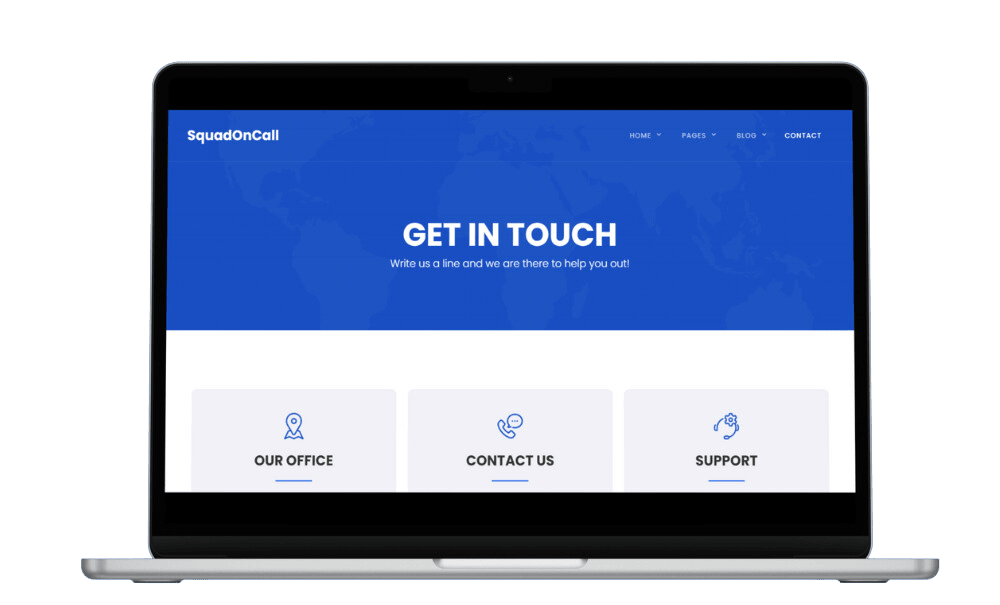 SquadOnCall
HOME PAGES BLOG CONTACT
GET IN TOUCH
Write us a line and we are there to help you out!
OUR OFFICE CONTACT US SUPPORT